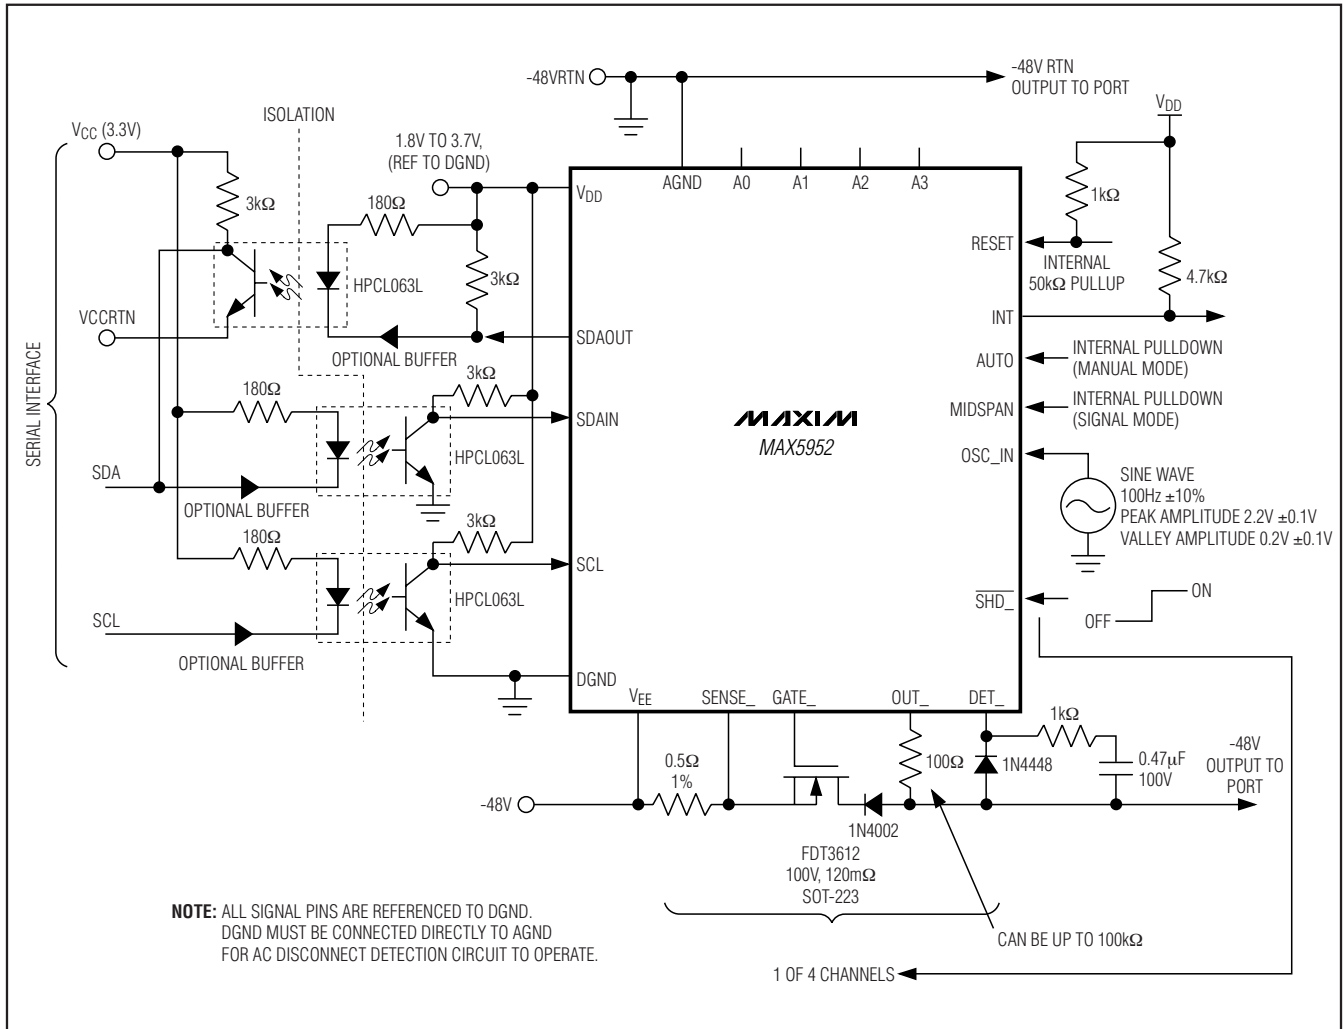 -48VRTN
-48V RTN
OUTPUT TO PORT
ISOLATION
VCC (3.3V)
1.8V TO 3.7V,
(REF TO DGND)
VDD
AGND
A0
A1
A2
A3
VDD
3kΩ
180Ω
1kΩ
RESET
INTERNAL
50kΩ PULLUP
4.7kΩ
HPCL063L
3kΩ
VCCRTN
SDAOUT
INT
OPTIONAL BUFFER
AUTO
INTERNAL PULLDOWN
(MANUAL MODE)
SERIAL INTERFACE
180Ω
3kΩ
SDAIN
MAXIM
MAX5952
MIDSPAN
INTERNAL PULLDOWN
(SIGNAL MODE)
HPCL063L
OSC_IN
SDA
OPTIONAL BUFFER
SINE WAVE
100Hz ±10%
PEAK AMPLITUDE 2.2V ±0.1V
VALLEY AMPLITUDE 0.2V ±0.1V
180Ω
3kΩ
SCL
HPCL063L
SHD_
ON
OFF
SCL
OPTIONAL BUFFER
DGND
VEE
SENSE_
GATE_
OUT_
DET_
0.5Ω
1%
100Ω
1N4448
1kΩ
0.47µF
100V
-48V
OUTPUT TO
PORT
-48V
1N4002
FDT3612
100V, 120mΩ
SOT-223
NOTE: ALL SIGNAL PINS ARE REFERENCED TO DGND.
DGND MUST BE CONNECTED DIRECTLY TO AGND
FOR AC DISCONNECT DETECTION CIRCUIT TO OPERATE.
CAN BE UP TO 100kΩ
1 OF 4 CHANNELS